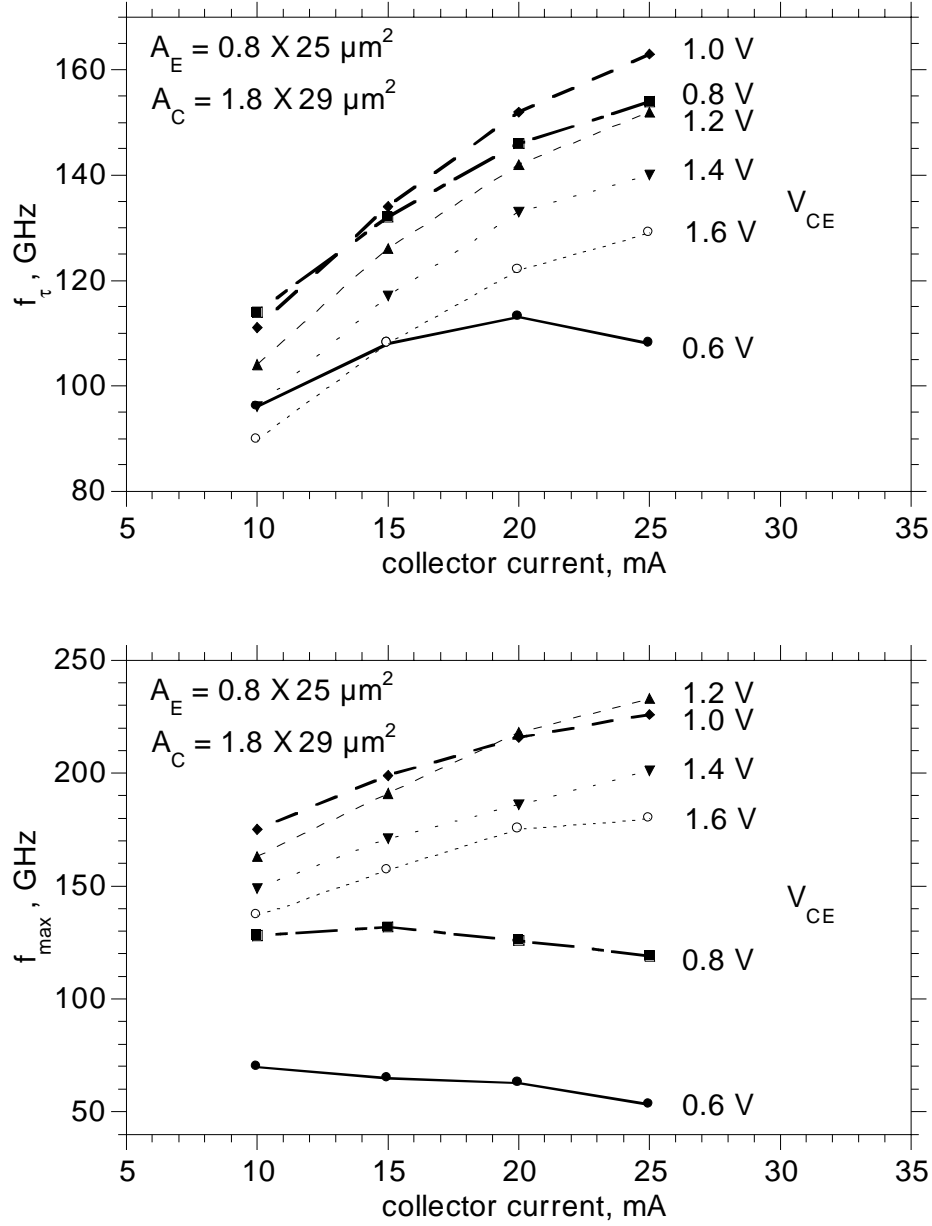 A_E = 0.8 X 25 µm²
A_C = 1.8 X 29 µm²
1.0 V
0.8 V
1.2 V
1.4 V
1.6 V
0.6 V
V_CE
f_τ , GHz
160
140
120
100
80
5 10 15 20 25 30 35
collector current, mA
A_E = 0.8 X 25 µm²
A_C = 1.8 X 29 µm²
1.2 V
1.0 V
1.4 V
1.6 V
0.8 V
0.6 V
V_CE
f_max , GHz
250
200
150
100
50
5 10 15 20 25 30 35
collector current, mA